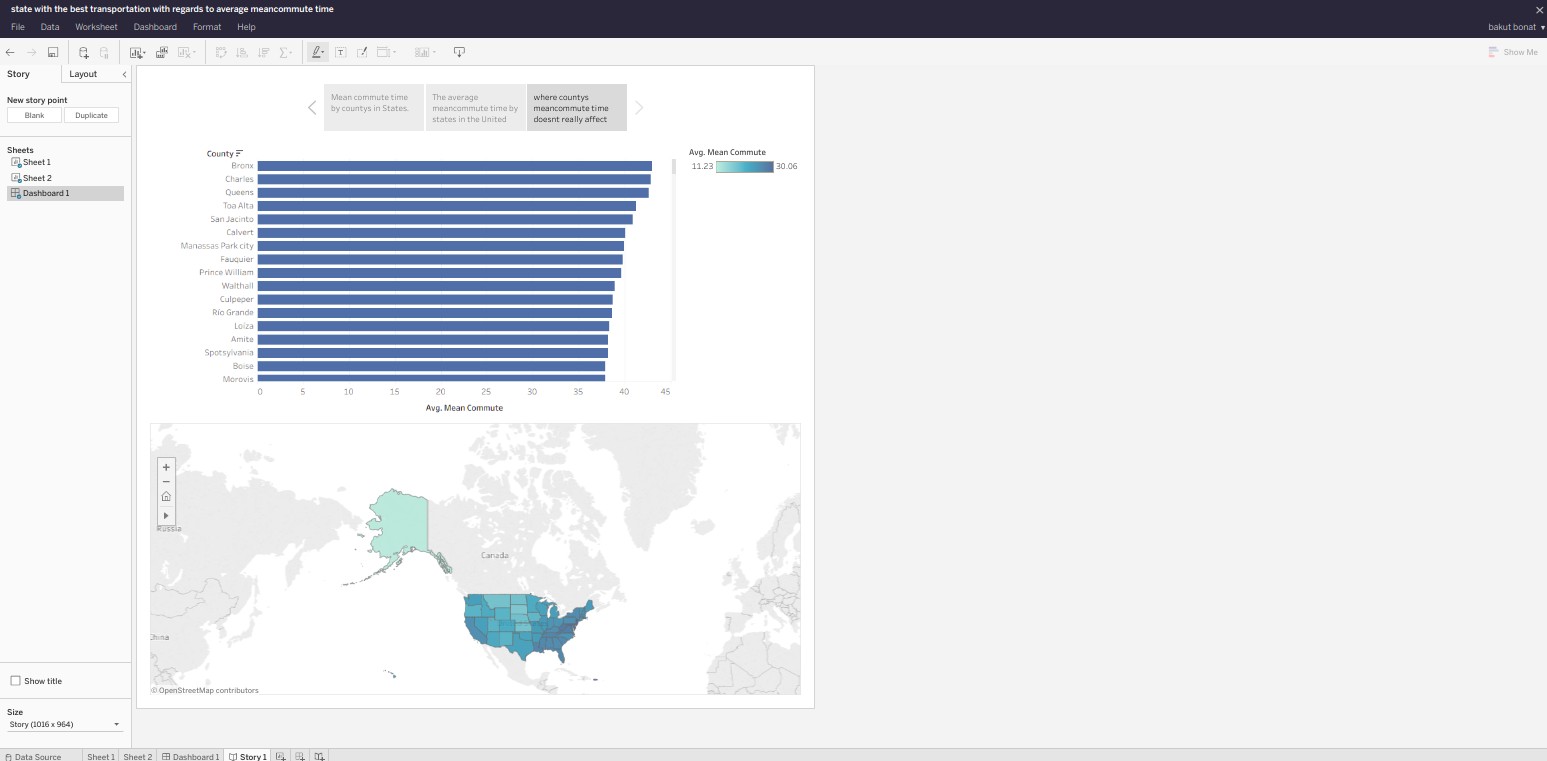 state with the best transportation with regards to average meancommute time
File Data Worksheet Dashboard Format Help
bakut bonat
Show Me
Story Layout
New story point
Blank Duplicate
Sheets
Sheet 1
Sheet 2
Dashboard 1
Mean commute time
by countys in States.
The average
meancommute time by
states in the United
where countys
meancommute time
doesnt really affect
County
Bronx
Charles
Queens
Toa Alta
San Jacinto
Calvert
Manassas Park city
Fauquier
Prince William
Walthall
Culpeper
Río Grande
Loíza
Amite
Spotsylvania
Boise
Morovis
0 5 10 15 20 25 30 35 40 45
Avg. Mean Commute
Avg. Mean Commute
11.23 30.06
Russia
Canada
China
© OpenStreetMap contributors
Show title
Size
Story (1016 x 964)
Data Source Sheet 1 Sheet 2 Dashboard 1 Story 1